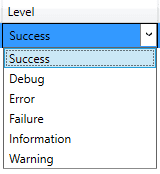 Level
Success
Success
Debug
Error
Failure
Information
Warning